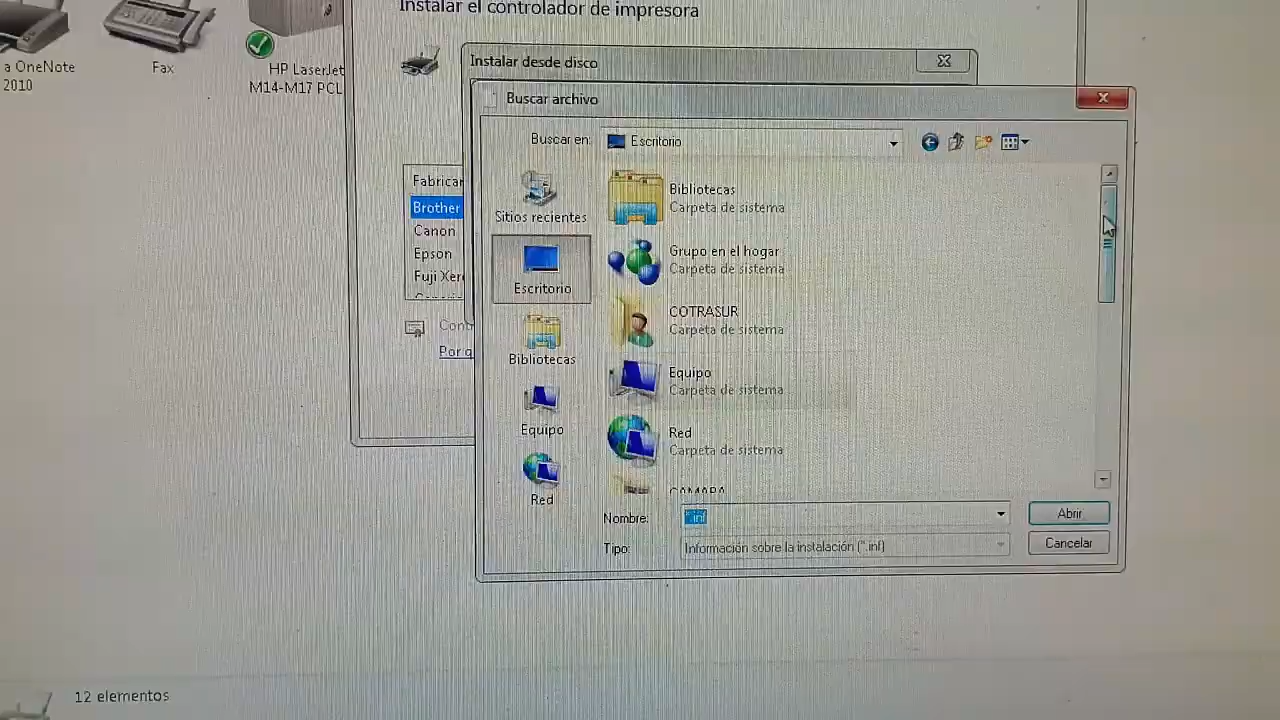 Instalar el controlador de impresora
a OneNote
2010
Fax
HP LaserJet
M14-M17 PCL
Instalar desde disco
Buscar archivo
Buscar en:
Escritorio
Fabrican
Brother
Canon
Epson
Fuji Xer
Por q
Sitios recientes
Escritorio
Bibliotecas
Equipo
Red
Bibliotecas
Carpeta de sistema
Grupo en el hogar
Carpeta de sistema
COTRASUR
Carpeta de sistema
Equipo
Carpeta de sistema
Red
Carpeta de sistema
Nombre:
*.inf
Abrir
Tipo:
Información sobre la instalación (*.inf)
Cancelar
12 elementos